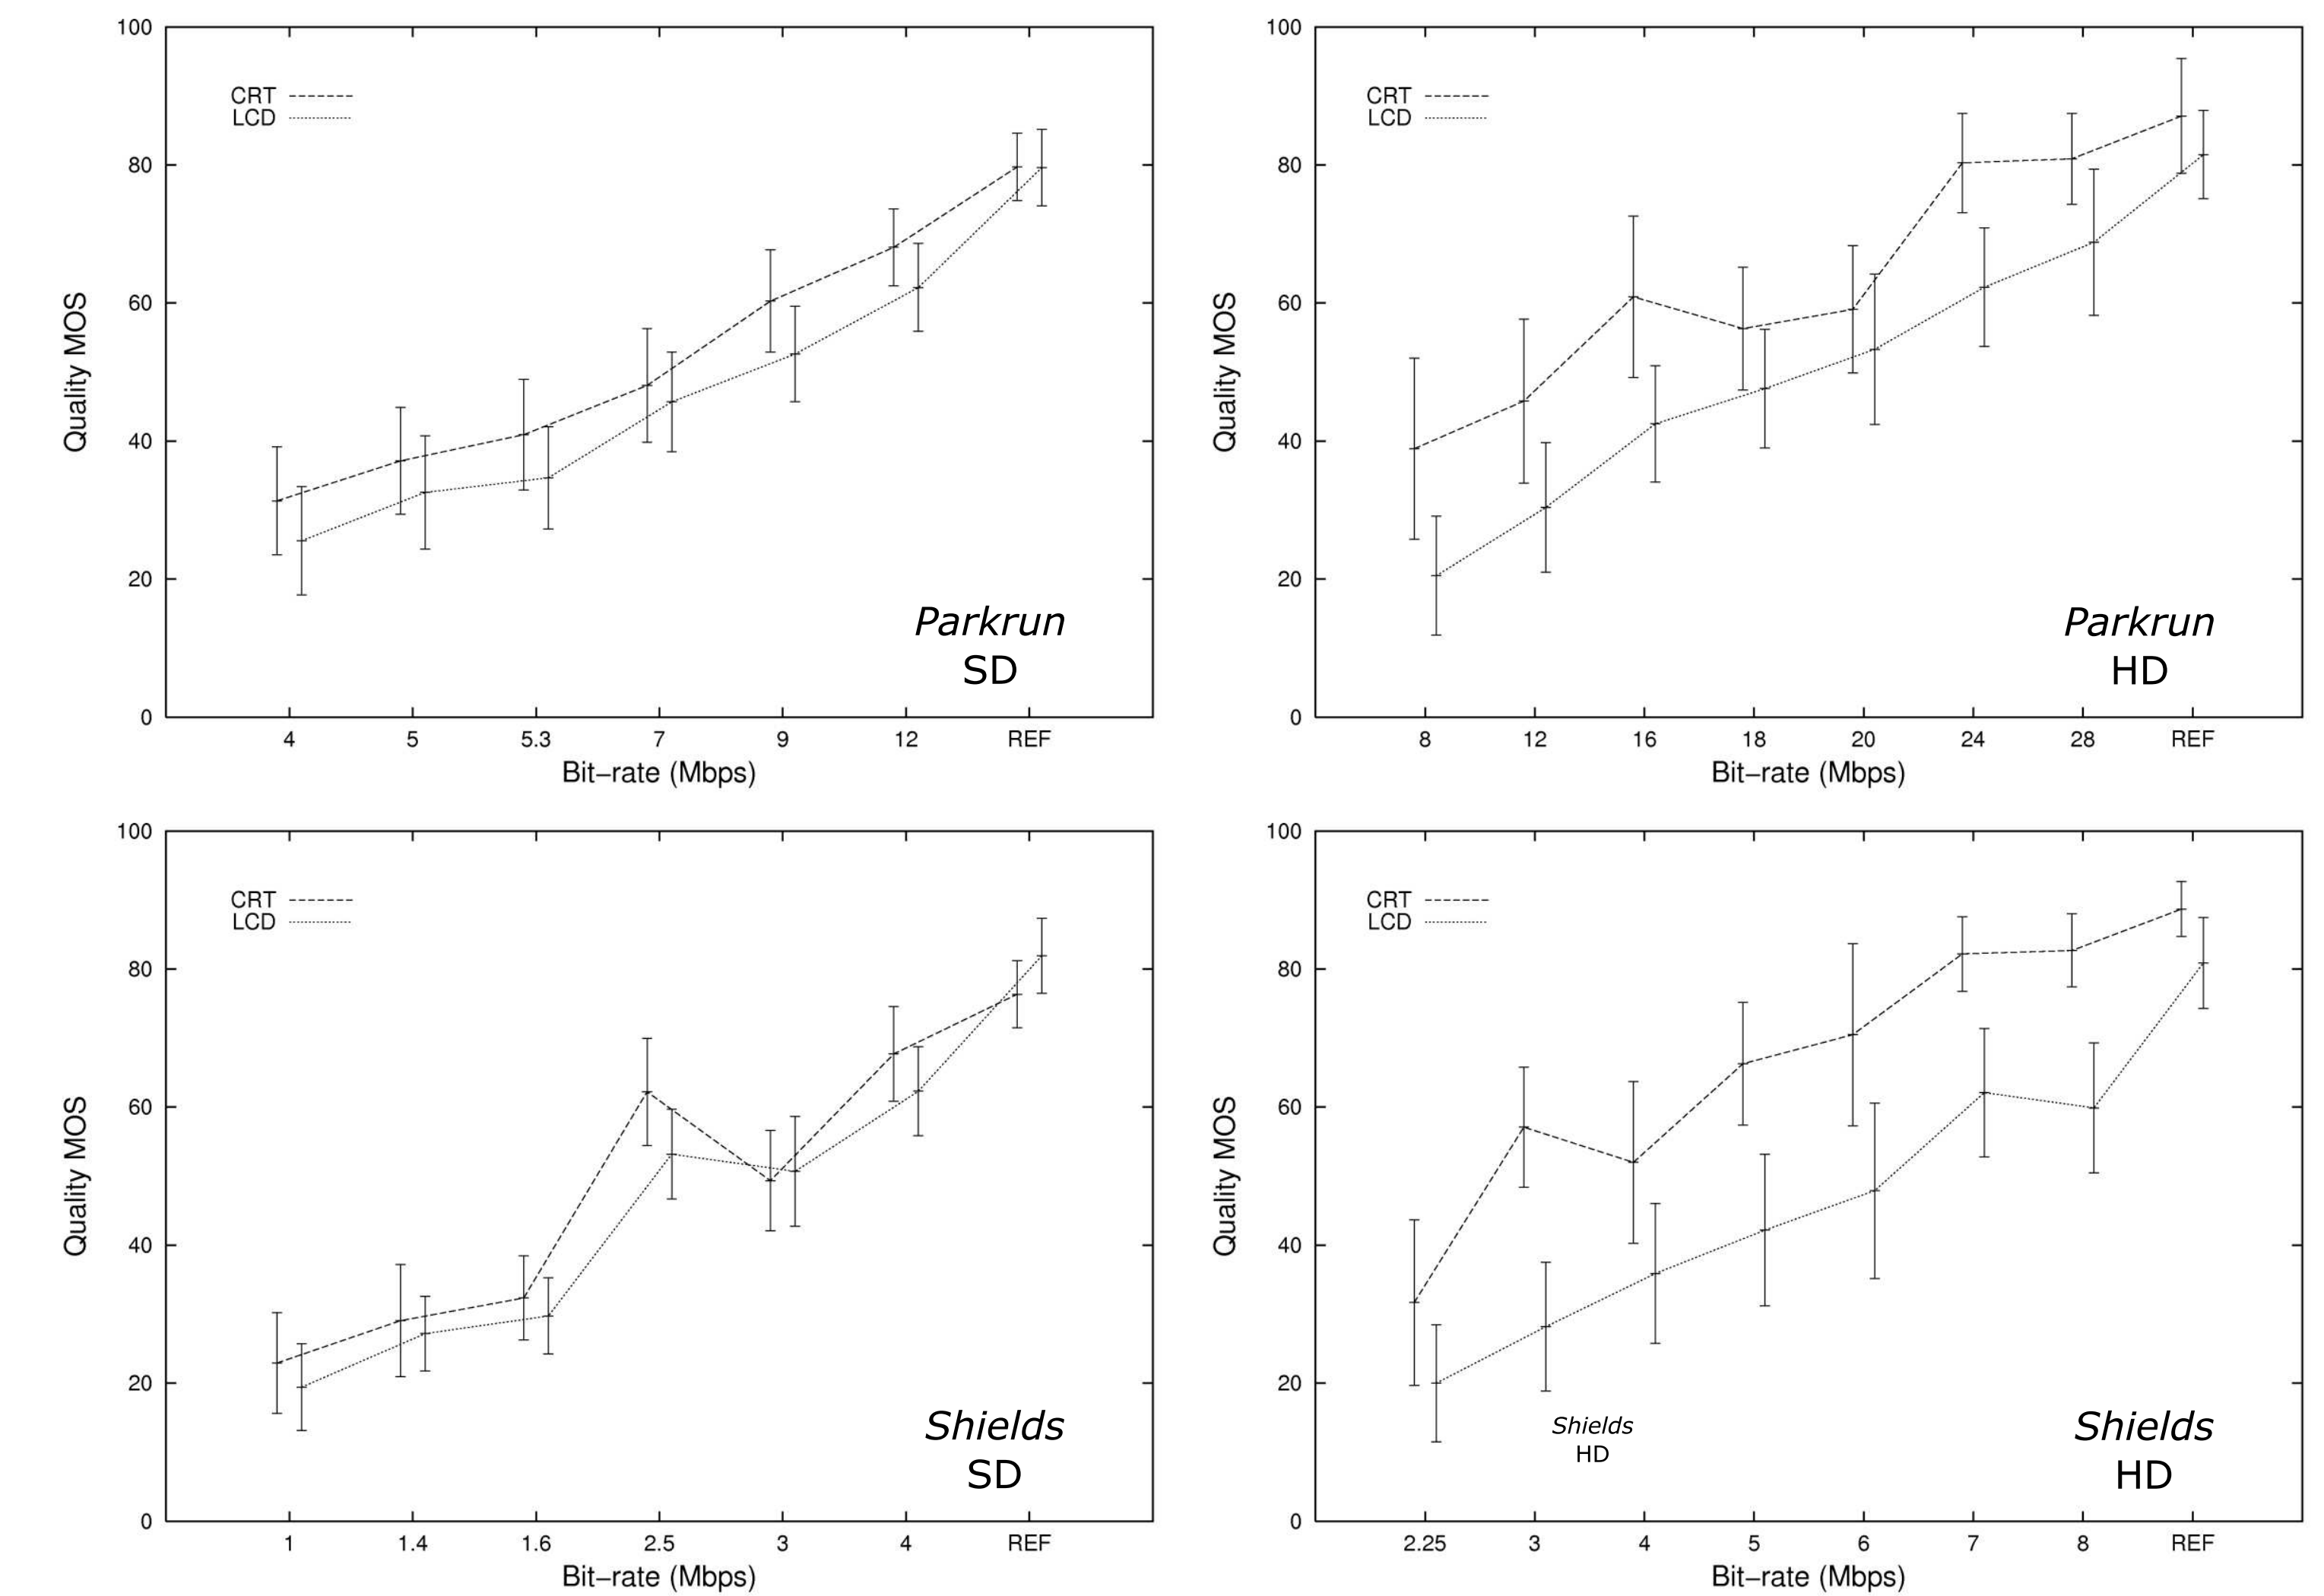 100
80
60
40
20
0
Quality MOS
CRT
LCD
Parkrun
SD
4 5 5.3 7 9 12 REF
Bit-rate (Mbps)
100
80
60
40
20
0
Quality MOS
CRT
LCD
Parkrun
HD
8 12 16 18 20 24 28 REF
Bit-rate (Mbps)
100
80
60
40
20
0
Quality MOS
CRT
LCD
Shields
SD
1 1.4 1.6 2.5 3 4 REF
Bit-rate (Mbps)
100
80
60
40
20
0
Quality MOS
CRT
LCD
Shields
HD
Shields
HD
2.25 3 4 5 6 7 8 REF
Bit-rate (Mbps)